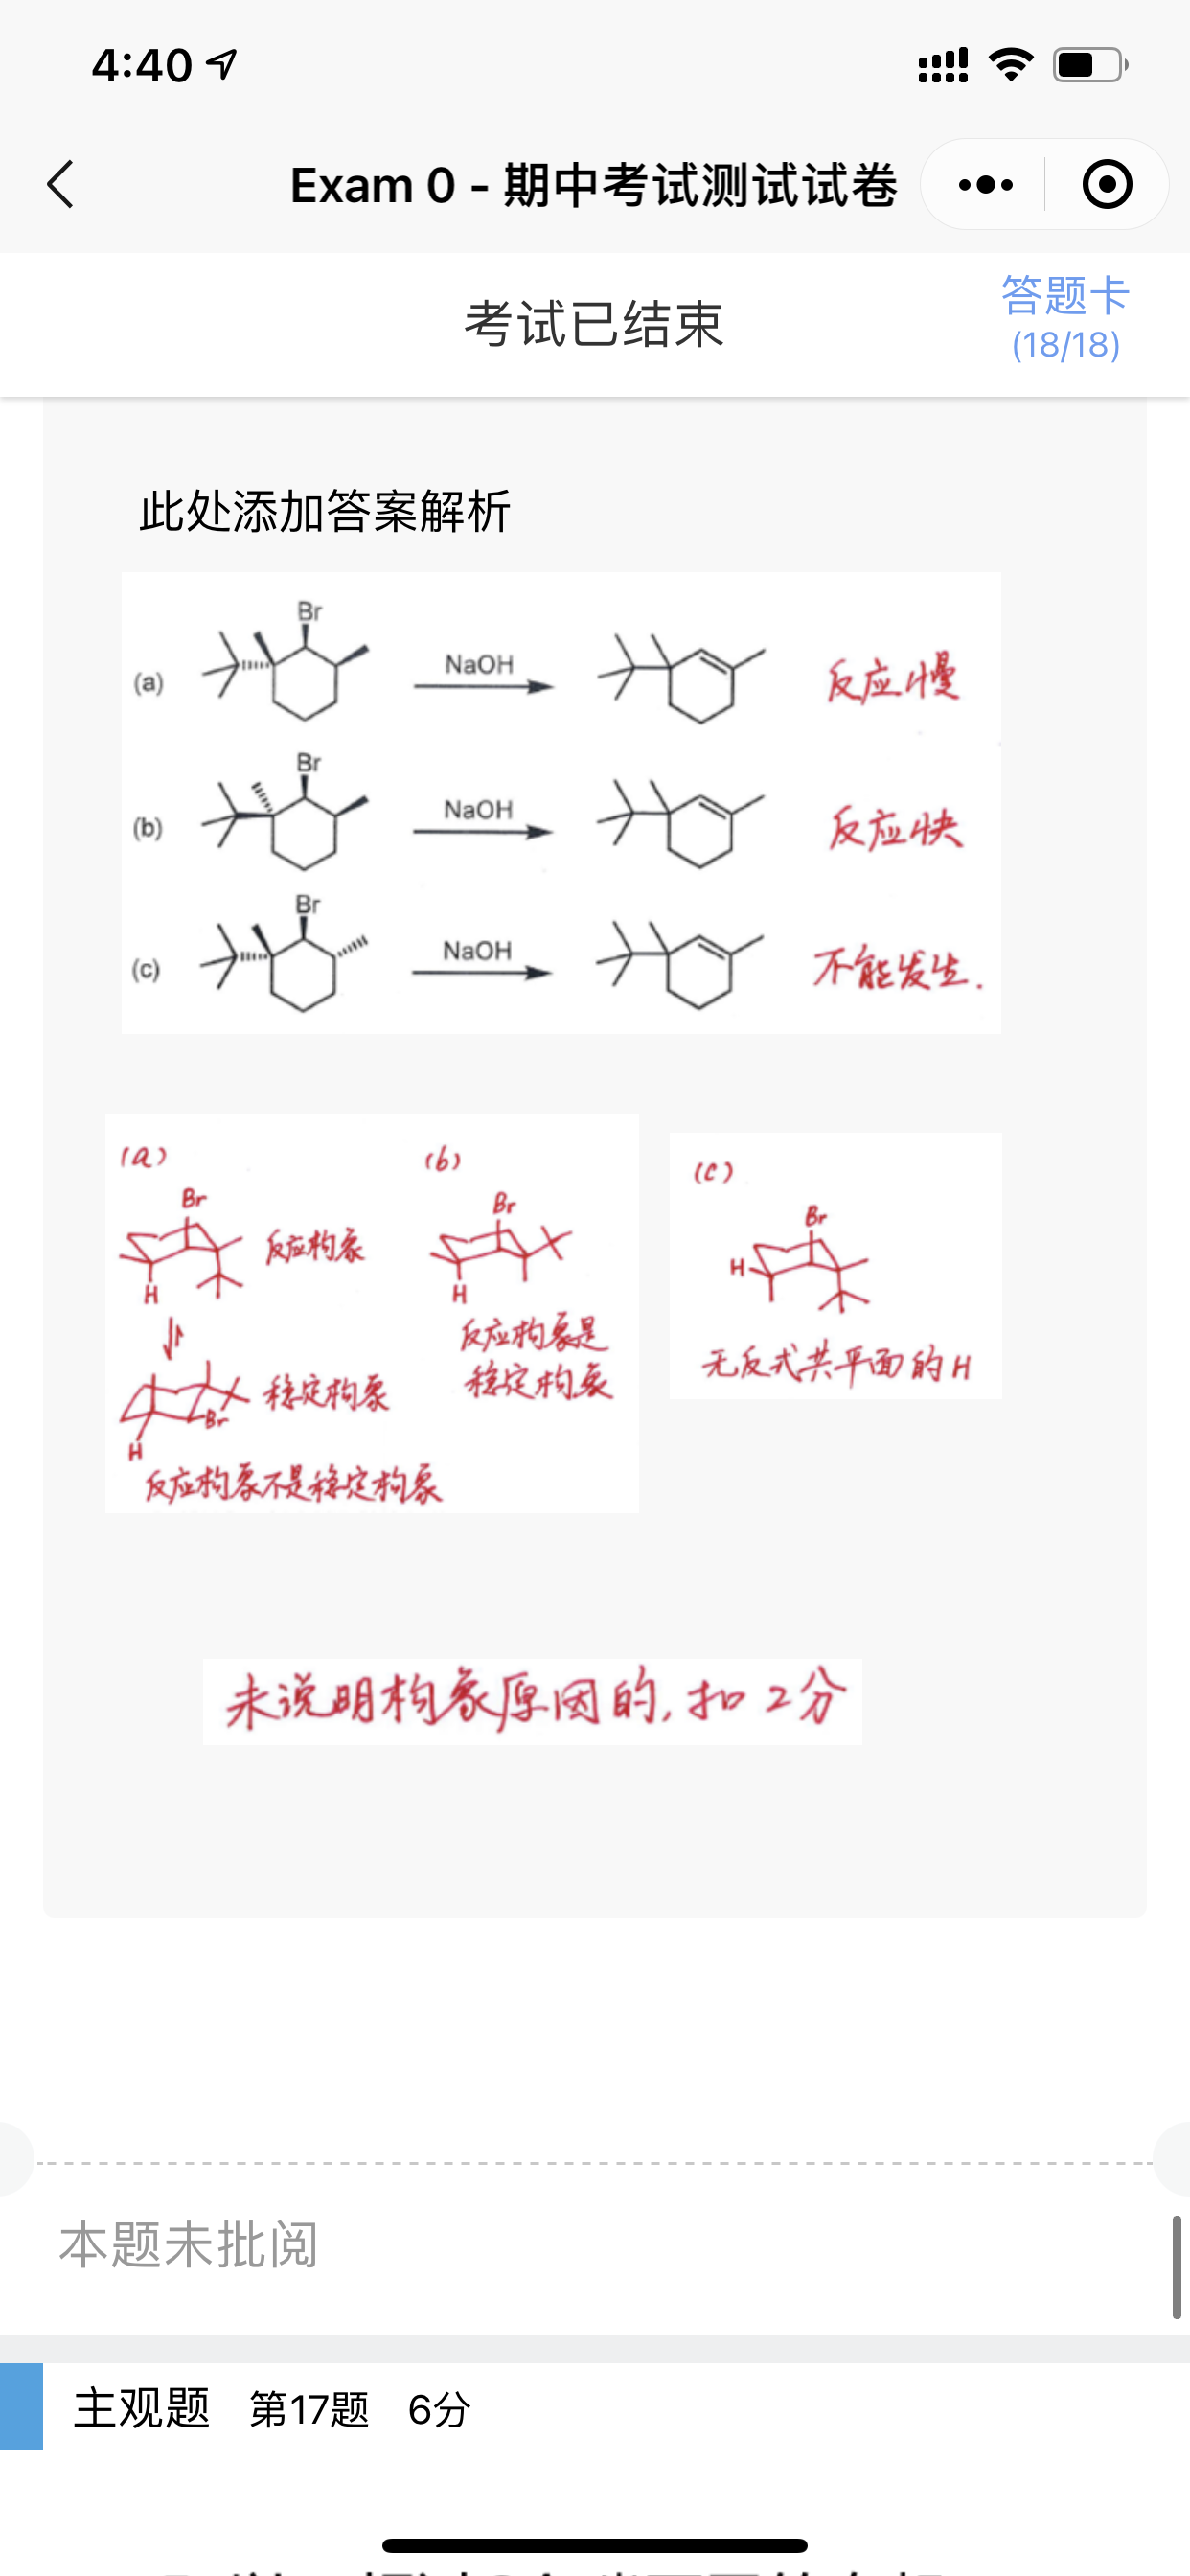 4:40
Exam 0 - 期中考试测试试卷
考试已结束
答题卡
(18/18)
此处添加答案解析
Br
(a) NaOH 反应慢
Br
(b) NaOH 反应快
Br
(c) NaOH 不能发生.
(a) (b) (c)
Br Br Br
反应构象
H H H
反应构象是
稳定构象
无反式共平面的H
稳定构象
Br
H
反应构象不是稳定构象
未说明构象原因的,扣2分
本题未批阅
主观题 第17题 6分